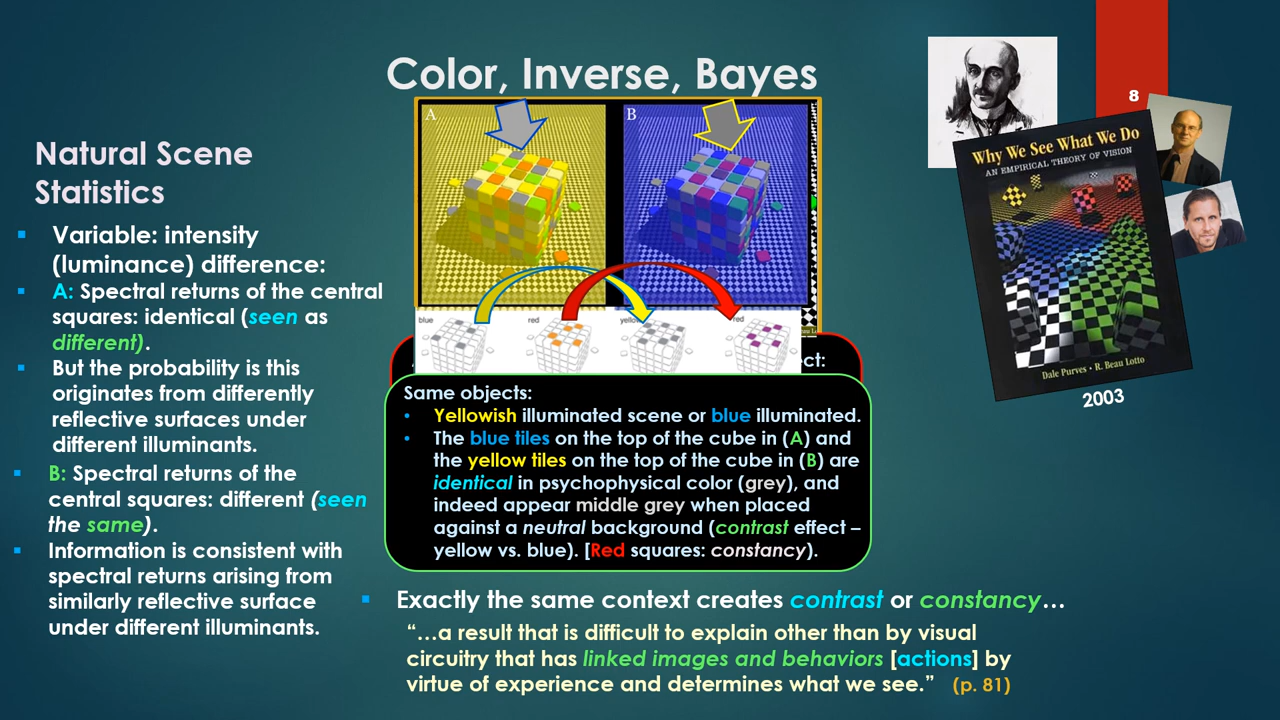 Color, Inverse, Bayes
8
Natural Scene
Statistics
Variable: intensity
(luminance) difference:
A: Spectral returns of the central
squares: identical (seen as
different).
But the probability is this
originates from differently
reflective surfaces under
different illuminants.
B: Spectral returns of the
central squares: different (seen
the same).
Information is consistent with
spectral returns arising from
similarly reflective surface
under different illuminants.
A
B
blue
red
yellow
red
ect:
Same objects:
Yellowish illuminated scene or blue illuminated.
The blue tiles on the top of the cube in (A) and
the yellow tiles on the top of the cube in (B) are
identical in psychophysical color (grey), and
indeed appear middle grey when placed
against a neutral background (contrast effect –
yellow vs. blue). [Red squares: constancy).
Exactly the same context creates contrast or constancy…
“…a result that is difficult to explain other than by visual
circuitry that has linked images and behaviors [actions] by
virtue of experience and determines what we see.” (p. 81)
Why We See What We Do
AN EMPIRICAL THEORY OF VISION
Dale Purves • R. Beau Lotto
2003